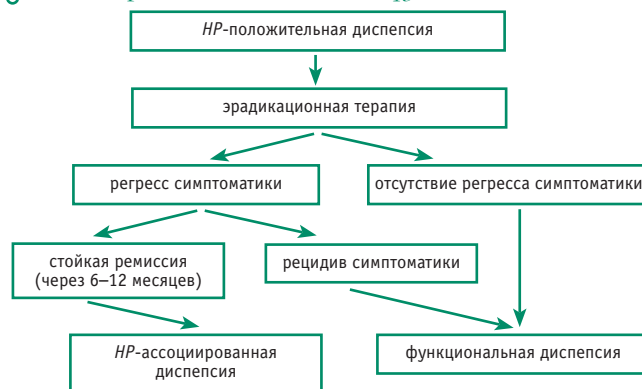 HP-положительная диспепсия
эрадикационная терапия
регресс симптоматики
отсутствие регресса симптоматики
стойкая ремиссия
(через 6–12 месяцев)
рецидив симптоматики
HP-ассоциированная
диспепсия
функциональная диспепсия